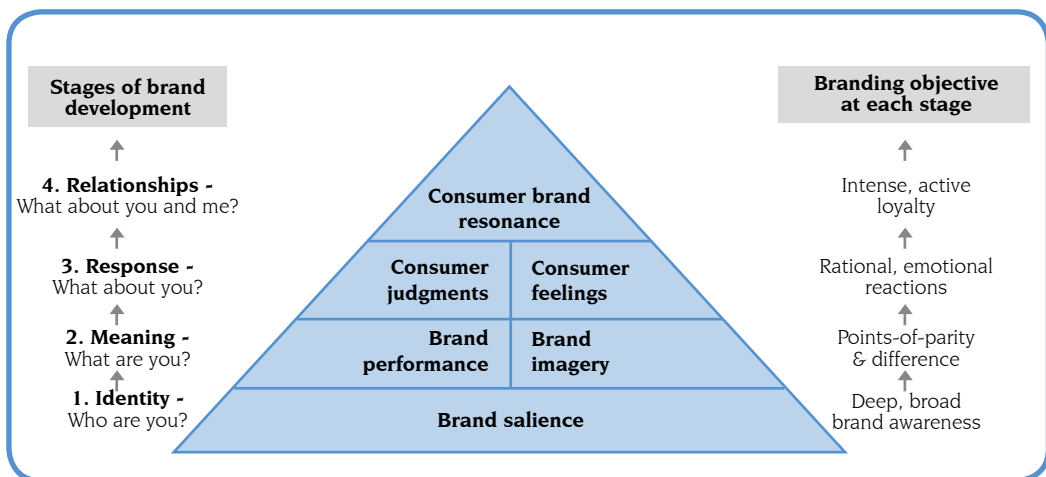 Stages of brand
development
4. Relationships -
What about you and me?
3. Response -
What about you?
2. Meaning -
What are you?
1. Identity -
Who are you?
Consumer brand
resonance
Consumer
judgments
Consumer
feelings
Brand
performance
Brand
imagery
Brand salience
Branding objective
at each stage
Intense, active
loyalty
Rational, emotional
reactions
Points-of-parity
& difference
Deep, broad
brand awareness